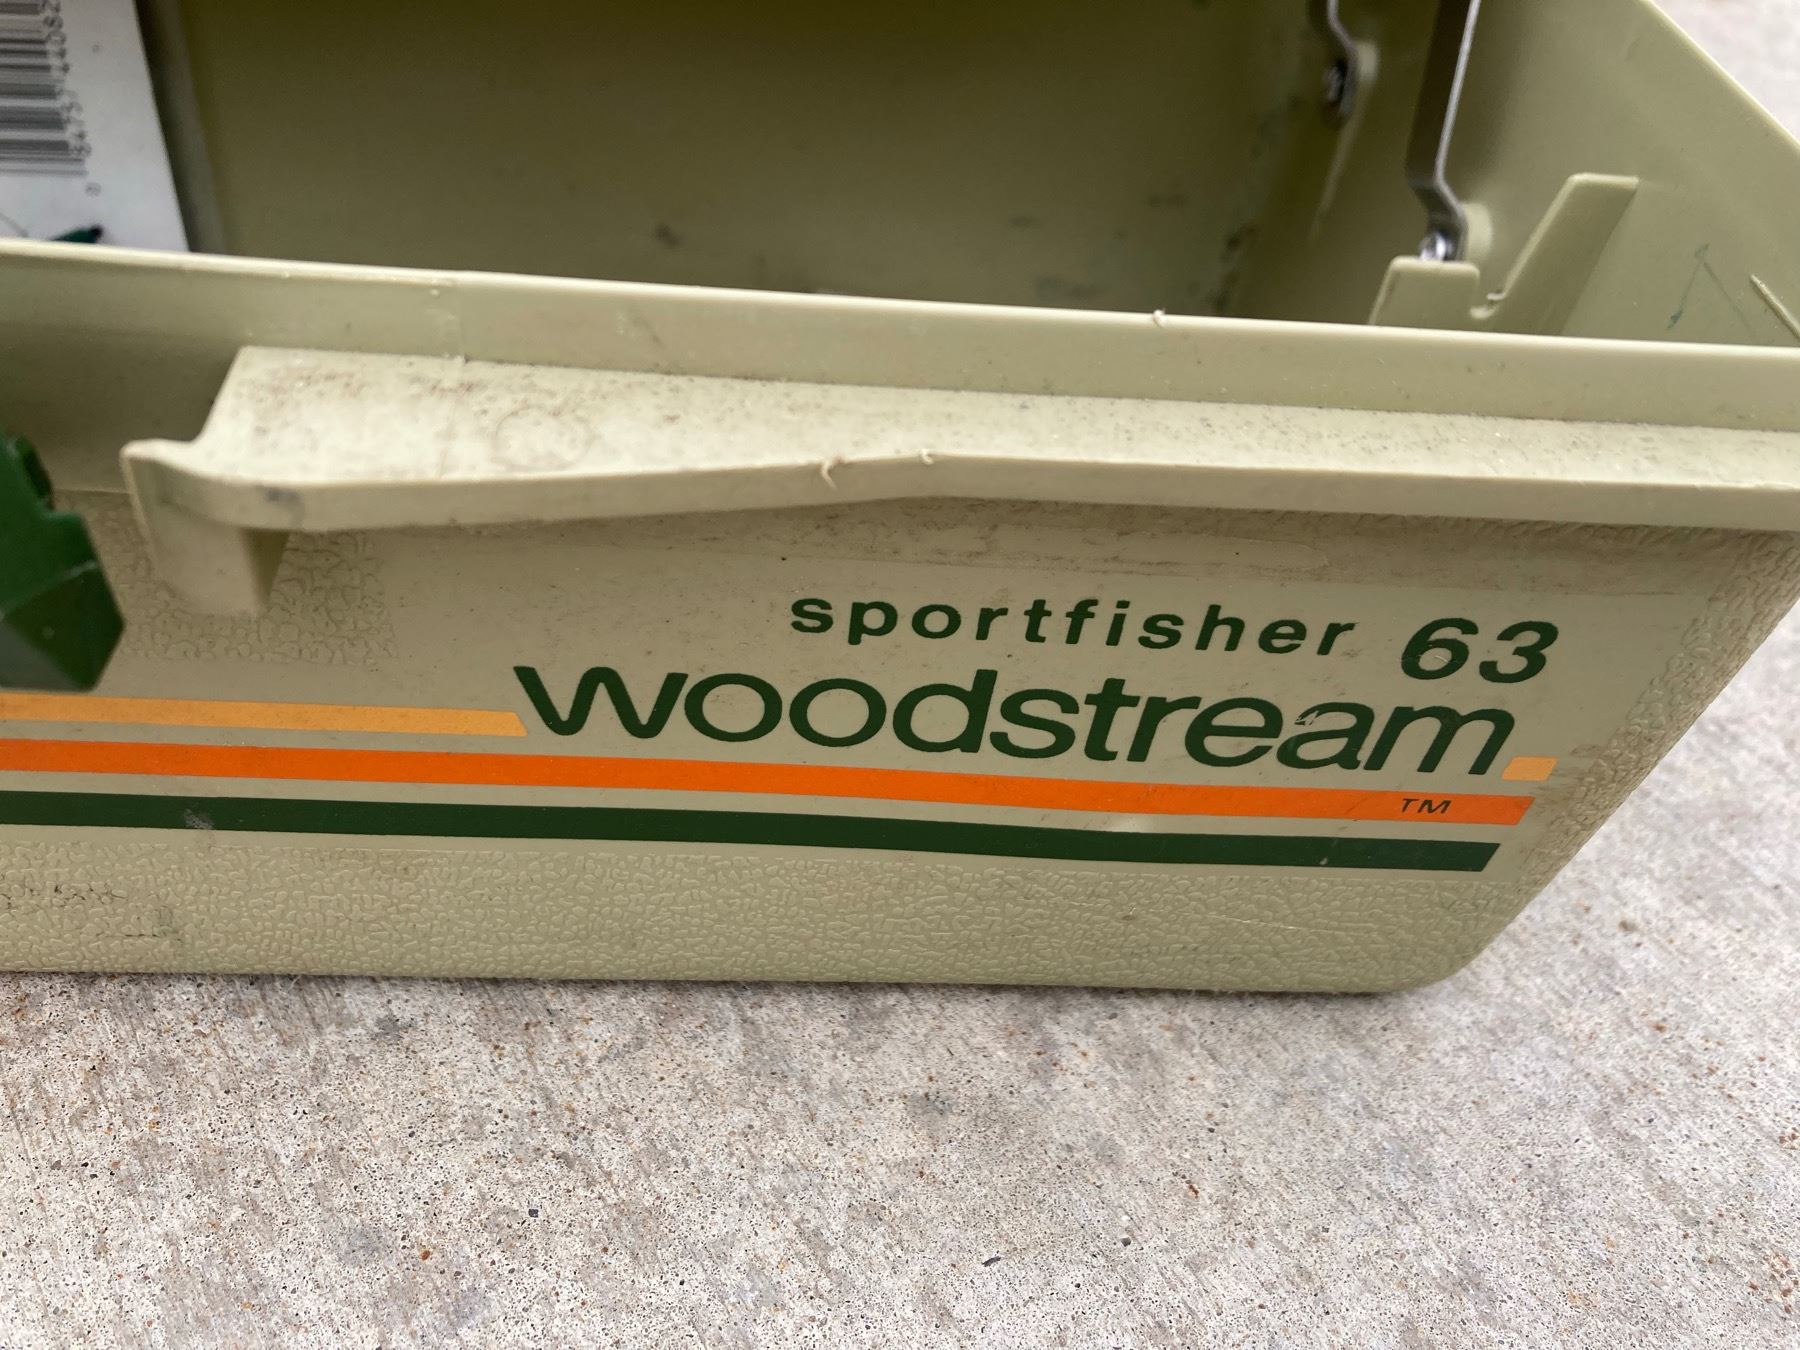 sportfisher 63
woodstream.
TM